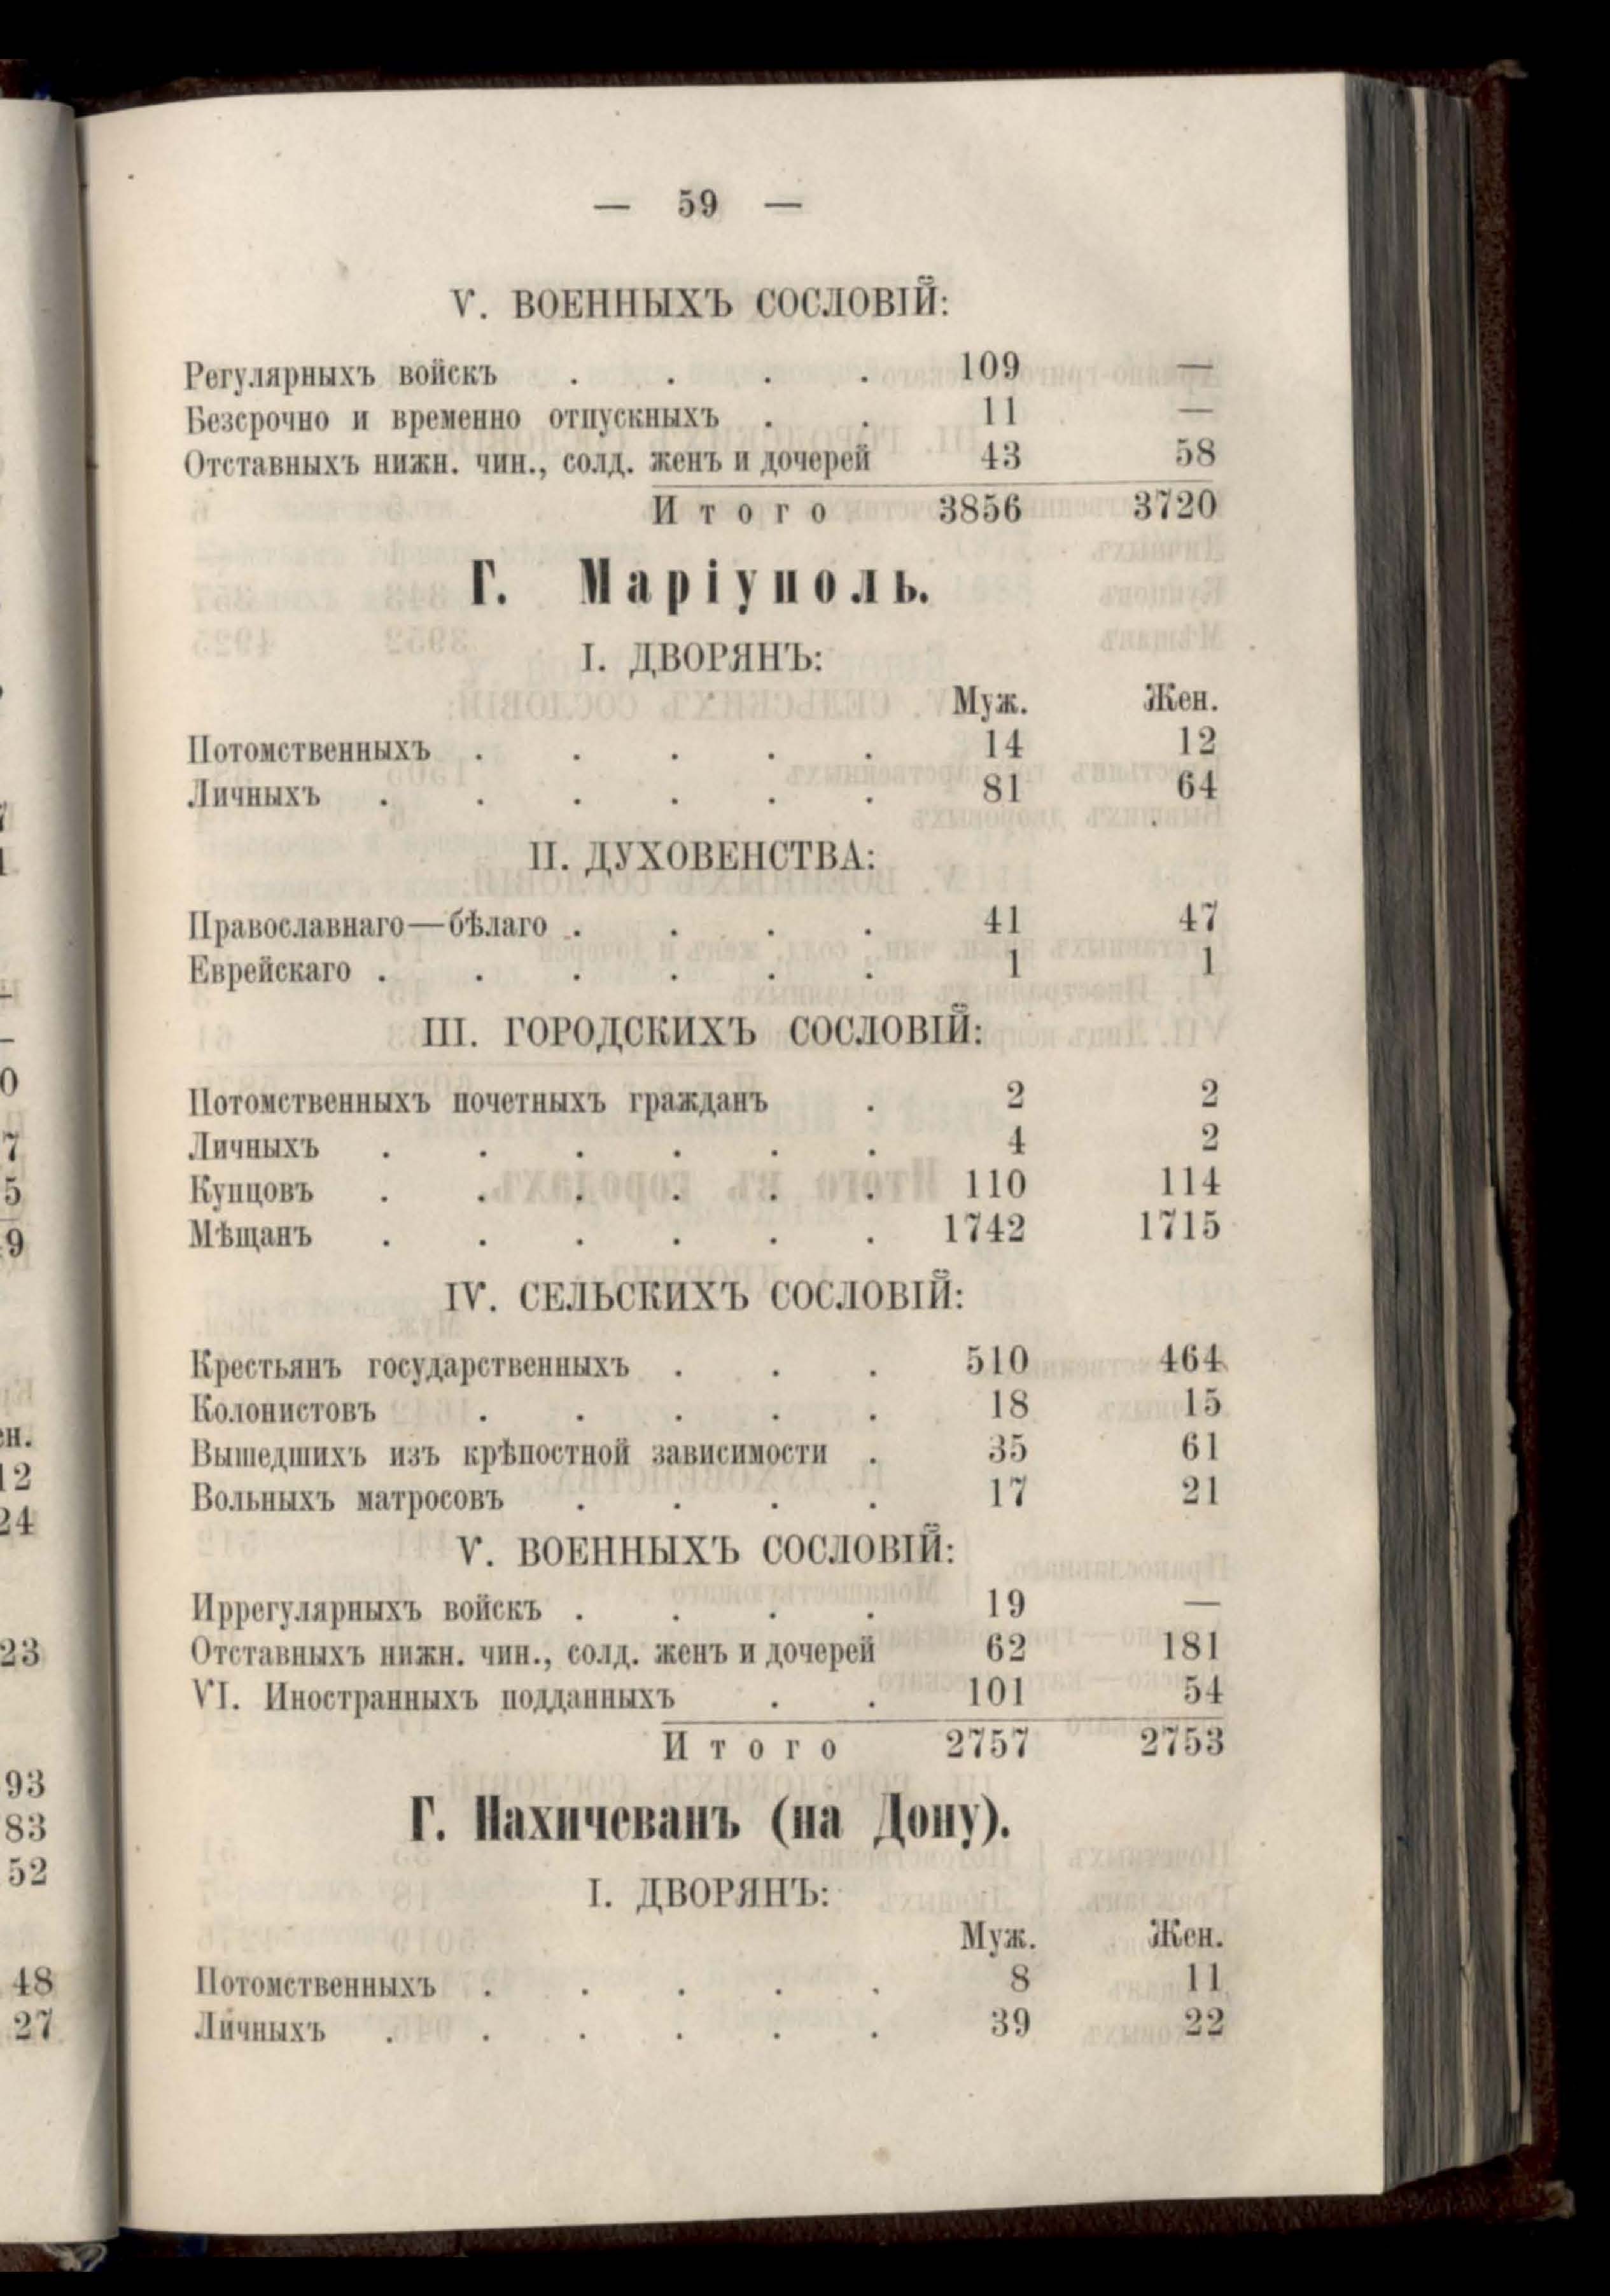 — 59 —
V. ВОЕННЫХЪ СОСЛОВІЙ:
Регулярныхъ войскъ . . . . 109 —
Безсрочно и временно отпускныхъ . . 11 —
Отставныхъ нижн. чин., солд. женъ и дочерей 43 58
Итого 3856 3720
Г. Маріуполь.
I. ДВОРЯНЪ:
Муж. Жен.
Потомственныхъ . . . . . 14 12
Личныхъ . . . . . . 81 64
II. ДУХОВЕНСТВА:
Православнаго—бѣлаго . . . . 41 47
Еврейскаго . . . . . . 1 1
III. ГОРОДСКИХЪ СОСЛОВІЙ:
Потомственныхъ почетныхъ гражданъ . 2 2
Личныхъ . . . . . . 4 2
Купцовъ . . . . . . 110 114
Мѣщанъ . . . . . . 1742 1715
IV. СЕЛЬСКИХЪ СОСЛОВІЙ:
Крестьянъ государственныхъ . . . 510 464
Колонистовъ . . . . . 18 15
Вышедшихъ изъ крѣпостной зависимости . 35 61
Вольныхъ матросовъ . . . . 17 21
V. ВОЕННЫХЪ СОСЛОВІЙ:
Иррегулярныхъ войскъ . . . . 19 —
Отставныхъ нижн. чин., солд. женъ и дочерей 62 181
VI. Иностранныхъ подданныхъ . . 101 54
Итого 2757 2753
Г. Нахичеванъ (на Дону).
I. ДВОРЯНЪ:
Муж. Жен.
Потомственныхъ . . . . . 8 11
Личныхъ . . . . . . 39 22